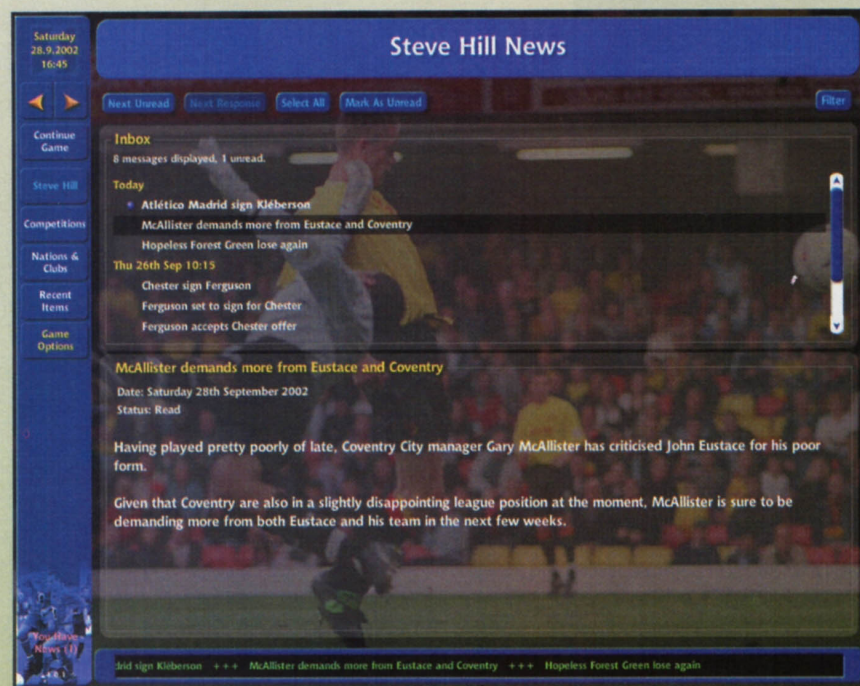 Saturday
28.9.2002
16:45
Steve Hill News
Next Unread
Next Response
Select All
Mark As Unread
Filter
Continue
Game
Steve Hill
Competitions
Nations &
Clubs
Recent
Items
Game
Options
Inbox
8 messages displayed, 1 unread.
Today
Atlético Madrid sign Kléberson
McAllister demands more from Eustace and Coventry
Hopeless Forest Green lose again
Thu 26th Sep 10:15
Chester sign Ferguson
Ferguson set to sign for Chester
Ferguson accepts Chester offer
McAllister demands more from Eustace and Coventry
Date: Saturday 28th September 2002
Status: Read
Having played pretty poorly of late, Coventry City manager Gary McAllister has criticised John Eustace for his poor
form.
Given that Coventry are also in a slightly disappointing league position at the moment, McAllister is sure to be
demanding more from both Eustace and his team in the next few weeks.
You Have
News (1)
drid sign Kléberson +++ McAllister demands more from Eustace and Coventry +++ Hopeless Forest Green lose again